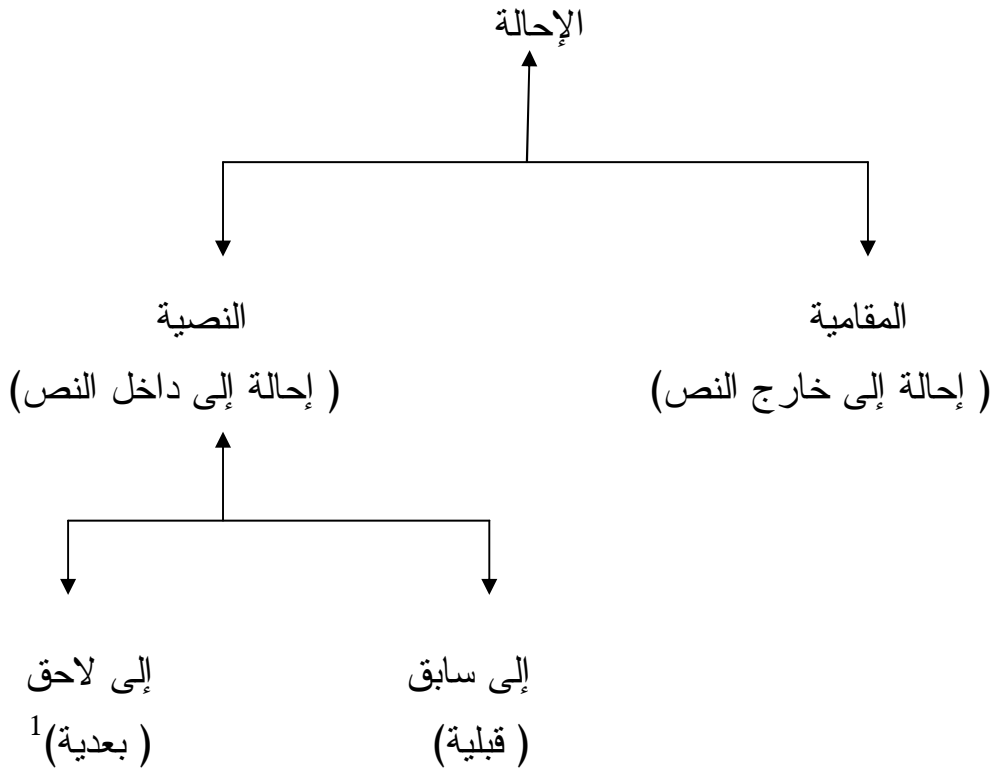 الإحالة
المقامية
( إحالة إلى خارج النص)
النصية
( إحالة إلى داخل النص)
إلى سابق
( قبلية)
إلى لاحق
( بعدية)1